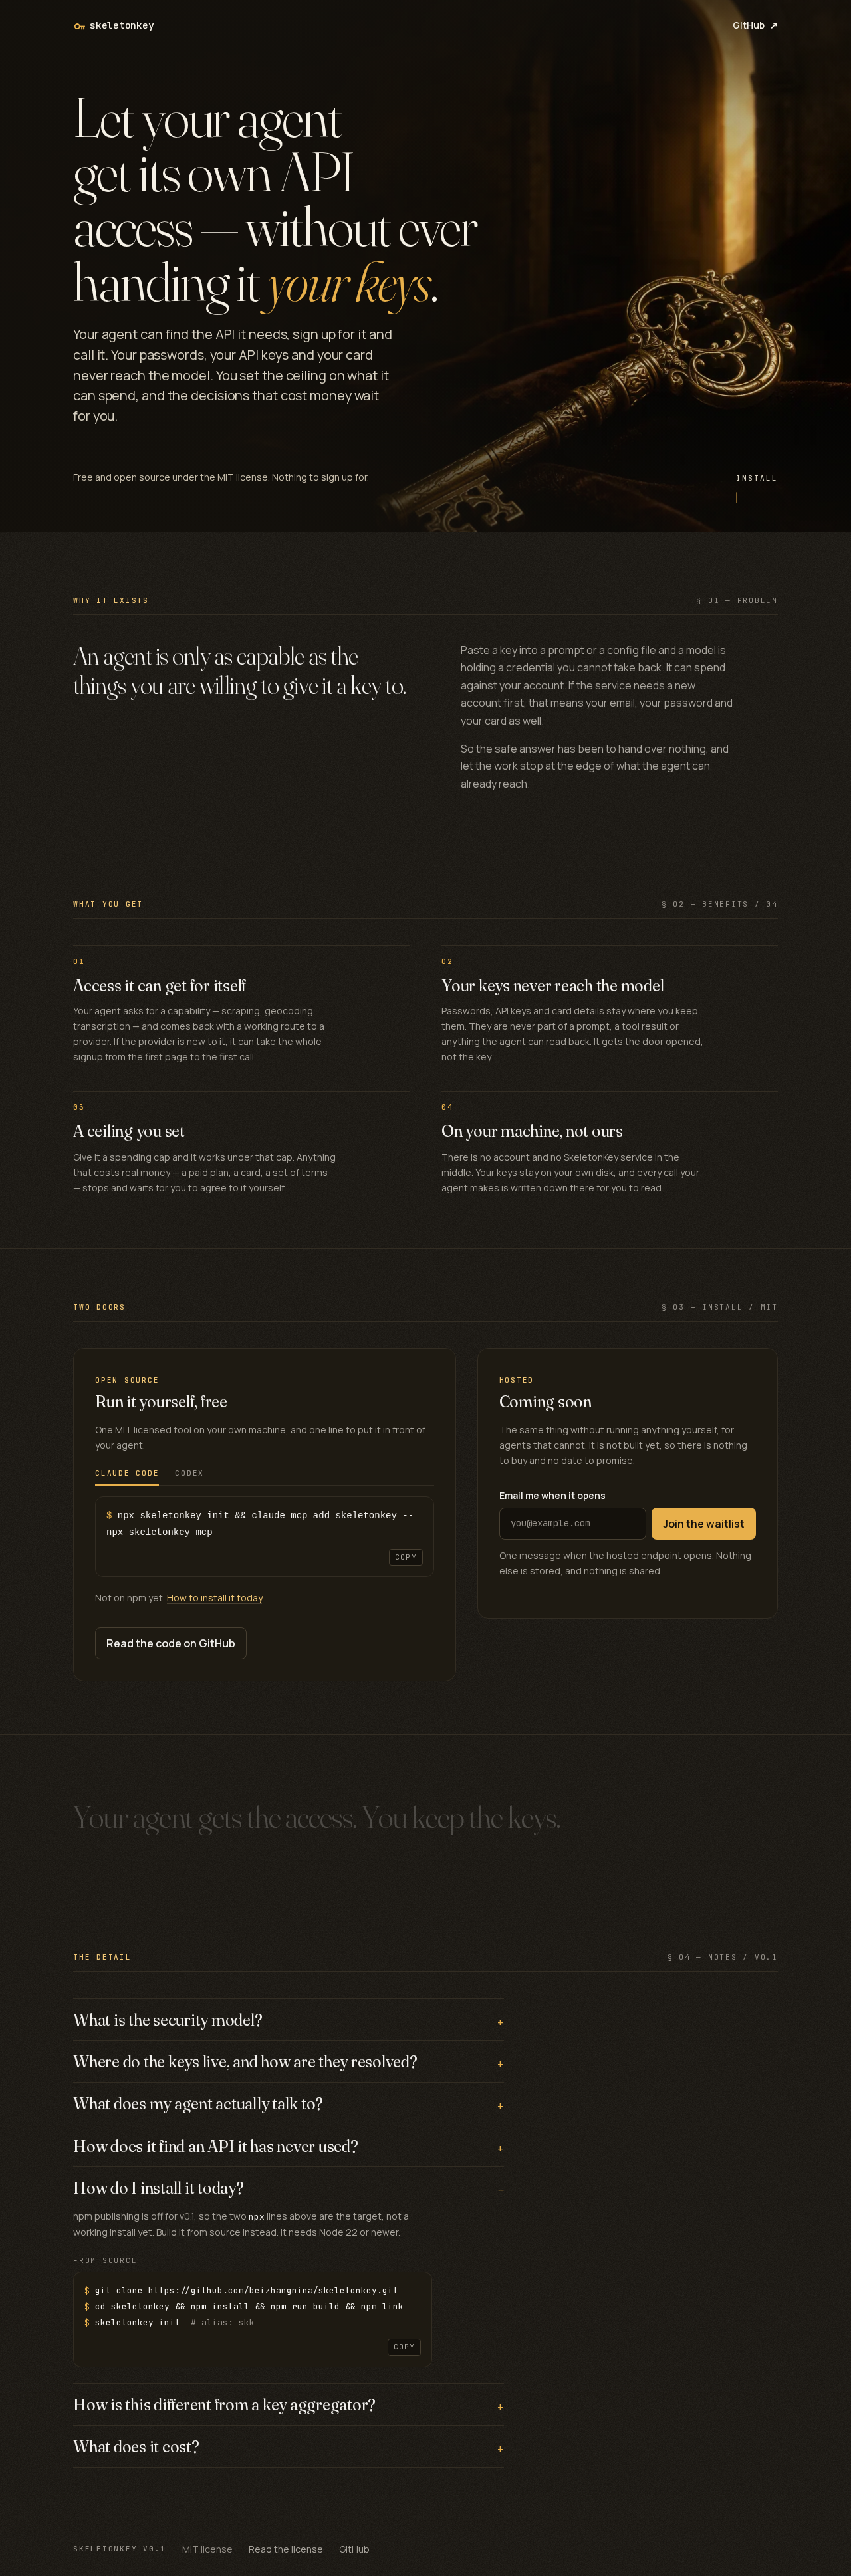 skeletonkey
GitHub ↗
Let your agent
get its own API
access — without ever
handing it your keys.
Your agent can find the API it needs, sign up for it and
call it. Your passwords, your API keys and your card
never reach the model. You set the ceiling on what it
can spend, and the decisions that cost money wait
for you.
Free and open source under the MIT license. Nothing to sign up for.
INSTALL
WHY IT EXISTS
§ 01 — PROBLEM
An agent is only as capable as the
things you are willing to give it a key to.
Paste a key into a prompt or a config file and a model is
holding a credential you cannot take back. It can spend
against your account. If the service needs a new
account first, that means your email, your password and
your card as well.
So the safe answer has been to hand over nothing, and
let the work stop at the edge of what the agent can
already reach.
WHAT YOU GET
§ 02 — BENEFITS / 04
01
Access it can get for itself
Your agent asks for a capability — scraping, geocoding,
transcription — and comes back with a working route to a
provider. If the provider is new to it, it can take the whole
signup from the first page to the first call.
02
Your keys never reach the model
Passwords, API keys and card details stay where you keep
them. They are never part of a prompt, a tool result or
anything the agent can read back. It gets the door opened,
not the key.
03
A ceiling you set
Give it a spending cap and it works under that cap. Anything
that costs real money — a paid plan, a card, a set of terms
— stops and waits for you to agree to it yourself.
04
On your machine, not ours
There is no account and no SkeletonKey service in the
middle. Your keys stay on your own disk, and every call your
agent makes is written down there for you to read.
TWO DOORS
§ 03 — INSTALL / MIT
OPEN SOURCE
Run it yourself, free
One MIT licensed tool on your own machine, and one line to put it in front of
your agent.
CLAUDE CODE
CODEX
$ npx skeletonkey init && claude mcp add skeletonkey --
npx skeletonkey mcp
COPY
Not on npm yet. How to install it today
Read the code on GitHub
HOSTED
Coming soon
The same thing without running anything yourself, for
agents that cannot. It is not built yet, so there is nothing
to buy and no date to promise.
Email me when it opens
you@example.com
Join the waitlist
One message when the hosted endpoint opens. Nothing
else is stored, and nothing is shared.
Your agent gets the access. You keep the keys.
THE DETAIL
§ 04 — NOTES / V0.1
What is the security model?
+
Where do the keys live, and how are they resolved?
+
What does my agent actually talk to?
+
How does it find an API it has never used?
+
How do I install it today?
−
npm publishing is off for v0.1, so the two npx lines above are the target, not a
working install yet. Build it from source instead. It needs Node 22 or newer.
FROM SOURCE
$ git clone https://github.com/beizhangnina/skeletonkey.git
$ cd skeletonkey && npm install && npm run build && npm link
$ skeletonkey init # alias: skk
COPY
How is this different from a key aggregator?
+
What does it cost?
+
SKELETONKEY V0.1
MIT license
Read the license
GitHub